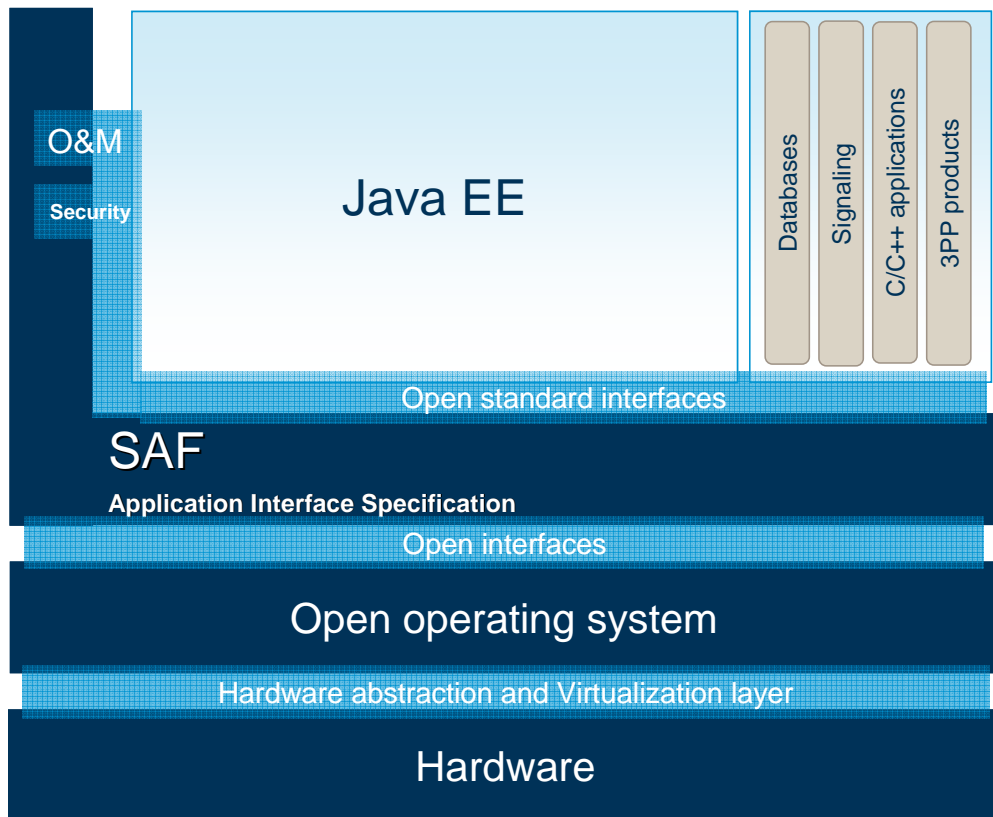 O&M
Security
Java EE
Databases
Signaling
C/C++ applications
3PP products
Open standard interfaces
SAF
Application Interface Specification
Open interfaces
Open operating system
Hardware abstraction and Virtualization layer
Hardware